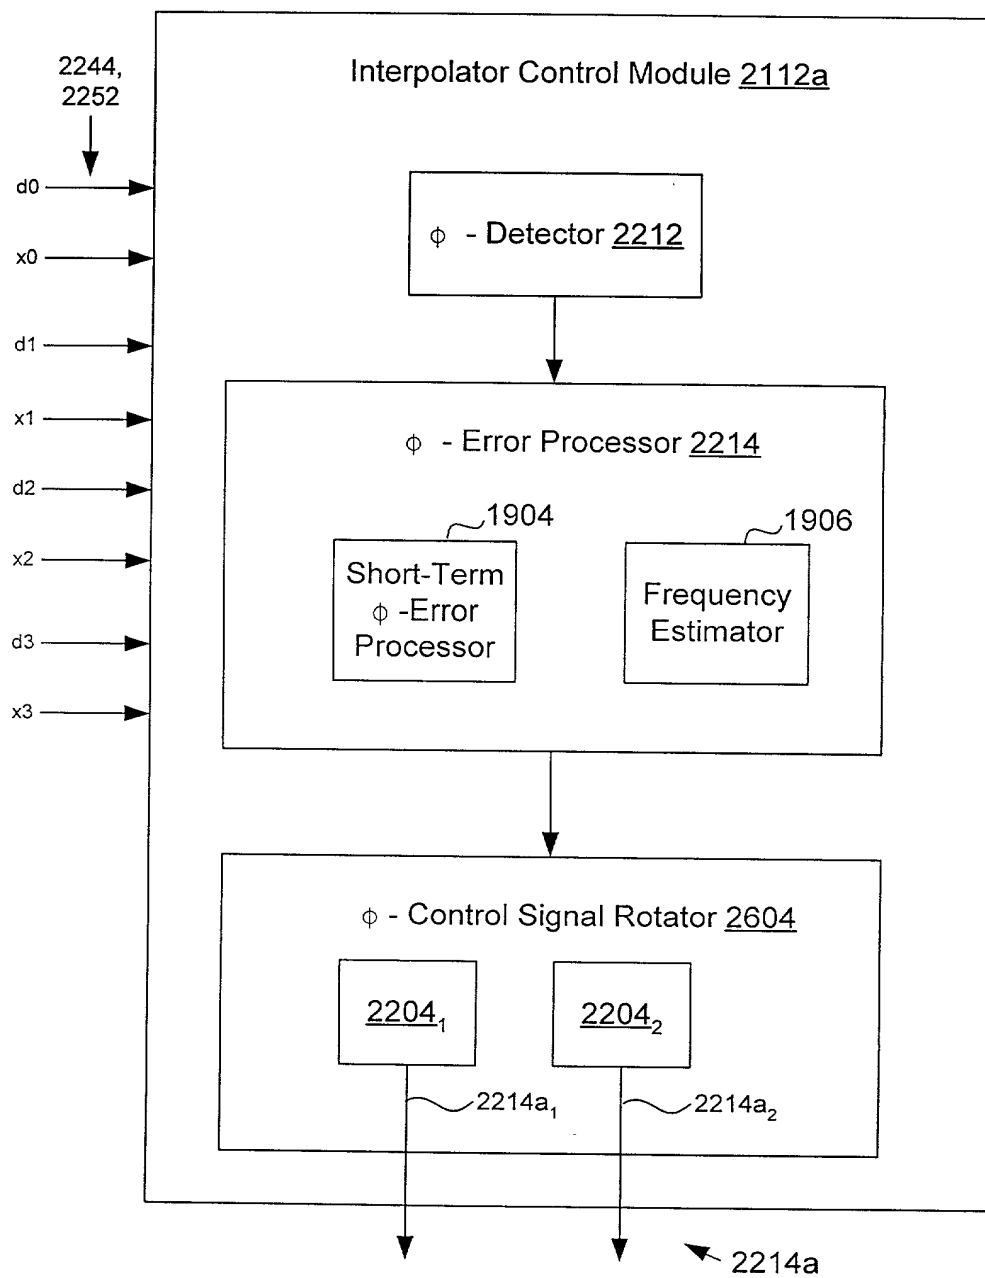 2244,
2252
Interpolator Control Module 2112a
d0
x0
d1
x1
d2
x2
d3
x3
ϕ - Detector 2212
ϕ - Error Processor 2214
1904
1906
Short-Term
ϕ -Error
Processor
Frequency
Estimator
ϕ - Control Signal Rotator 2604
2204₁
2204₂
2214a₁
2214a₂
2214a